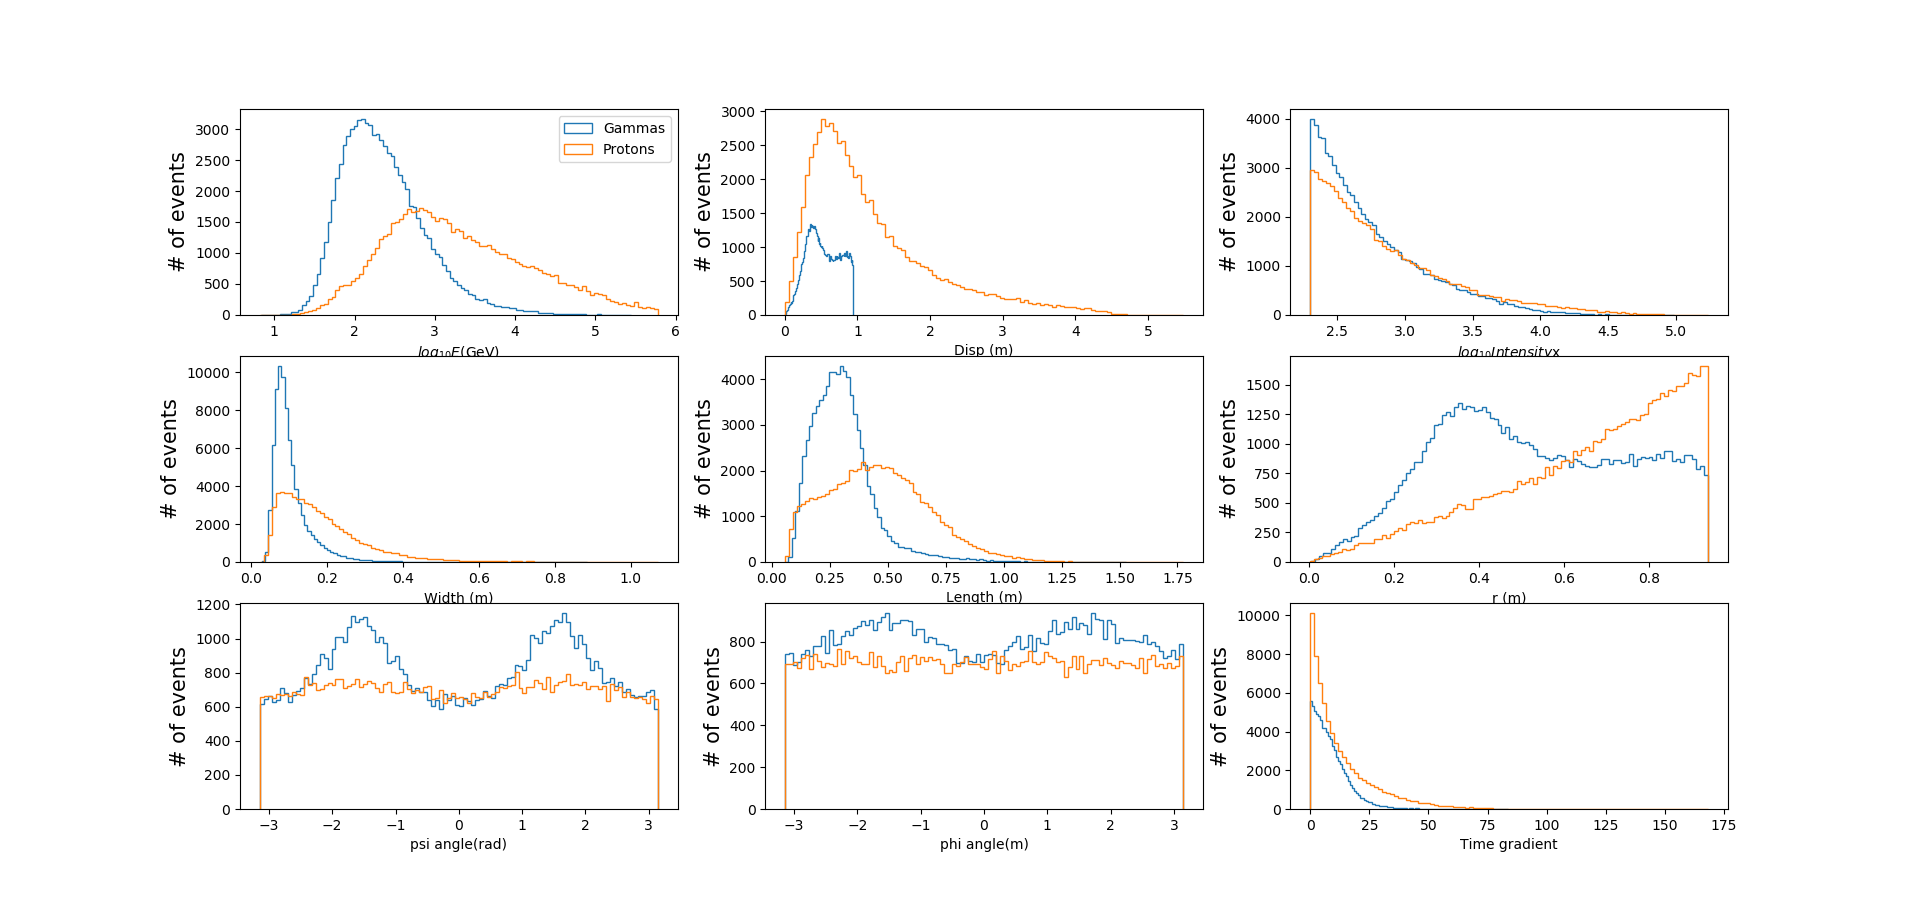 # of events
3000
2500
2000
1500
1000
500
0
1 2 3 4 5 6
log₁₀E(GeV)
Gammas
Protons
# of events
3000
2500
2000
1500
1000
500
0
0 1 2 3 4 5
Disp (m)
# of events
4000
3000
2000
1000
0
2.5 3.0 3.5 4.0 4.5 5.0
log₁₀Intensityx
# of events
10000
8000
6000
4000
2000
0
0.0 0.2 0.4 0.6 0.8 1.0
Width (m)
# of events
4000
3000
2000
1000
0
0.00 0.25 0.50 0.75 1.00 1.25 1.50 1.75
Length (m)
# of events
1500
1250
1000
750
500
250
0
0.0 0.2 0.4 0.6 0.8
r (m)
# of events
1200
1000
800
600
400
200
0
−3 −2 −1 0 1 2 3
psi angle(rad)
# of events
800
600
400
200
0
−3 −2 −1 0 1 2 3
phi angle(m)
# of events
10000
8000
6000
4000
2000
0
0 25 50 75 100 125 150 175
Time gradient